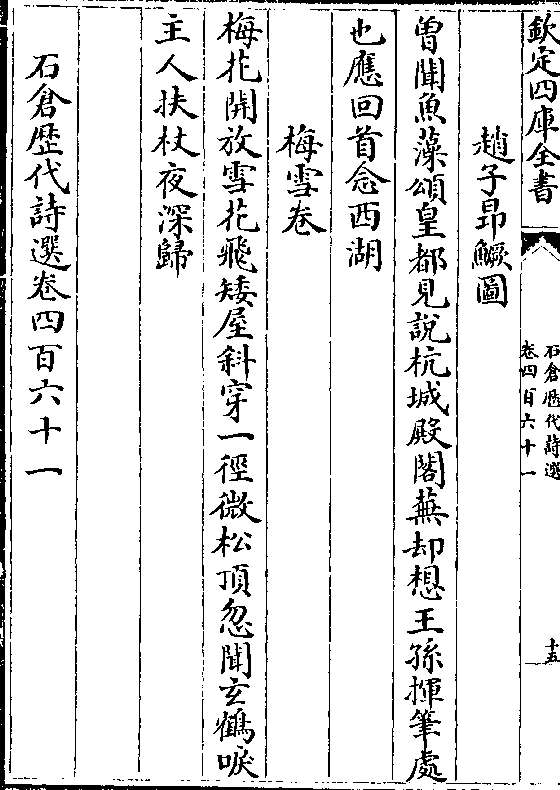 欽定四庫全書
石倉歷代詩選
卷四百六十一
十五
趙子昂鱖圖
曽聞魚藻頌皇都見說杭城殿閣蕪却想王孫揮筆處
也應回首念西湖
梅雪卷
梅花開放雪花飛矮屋斜穿一徑微松頂忽聞玄鶴唳
主人扶杖夜深歸
石倉歷代詩選卷四百六十一